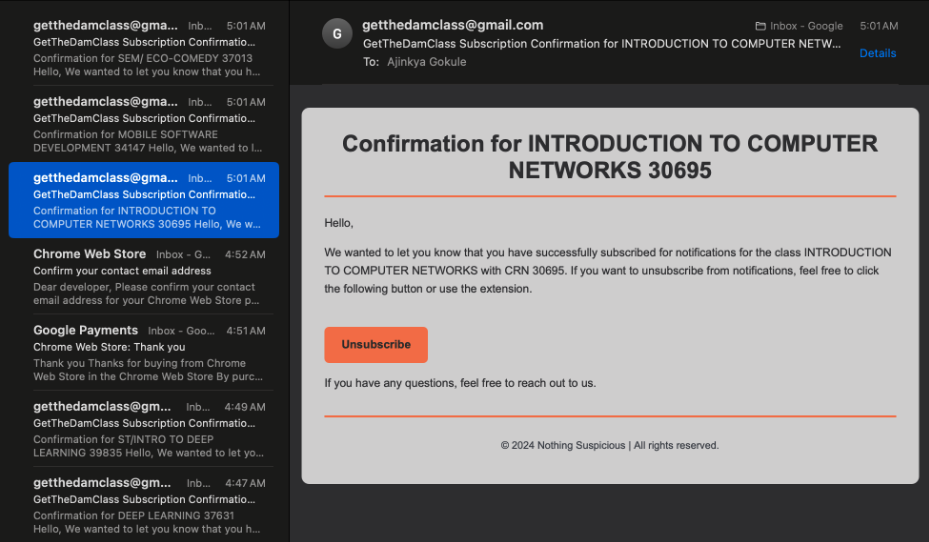 getthedamclass@gma... Inb... 5:01 AM
GetTheDamClass Subscription Confirmatio...
Confirmation for SEM/ ECO-COMEDY 37013
Hello, We wanted to let you know that you h...
getthedamclass@gma... Inb... 5:01 AM
GetTheDamClass Subscription Confirmatio...
Confirmation for MOBILE SOFTWARE
DEVELOPMENT 34147 Hello, We wanted to l...
getthedamclass@gma... Inb... 5:01 AM
GetTheDamClass Subscription Confirmatio...
Confirmation for INTRODUCTION TO
COMPUTER NETWORKS 30695 Hello, We w...
Chrome Web Store Inbox - G... 4:52 AM
Confirm your contact email address
Dear developer, Please confirm your contact
email address for your Chrome Web Store p...
Google Payments Inbox - Goo... 4:51 AM
Chrome Web Store: Thank you
Thank you Thanks for buying from Chrome
Web Store in the Chrome Web Store By purc...
getthedamclass@gm... Inb... 4:49 AM
GetTheDamClass Subscription Confirmatio...
Confirmation for ST/INTRO TO DEEP
LEARNING 39835 Hello, We wanted to let yo...
getthedamclass@gm... Inb... 4:47 AM
GetTheDamClass Subscription Confirmatio...
Confirmation for DEEP LEARNING 37631
Hello, We wanted to let you know that you h...
G
getthedamclass@gmail.com Inbox - Google 5:01 AM
GetTheDamClass Subscription Confirmation for INTRODUCTION TO COMPUTER NETW...
Details
To: Ajinkya Gokule
Confirmation for INTRODUCTION TO COMPUTER
NETWORKS 30695
Hello,
We wanted to let you know that you have successfully subscribed for notifications for the class INTRODUCTION
TO COMPUTER NETWORKS with CRN 30695. If you want to unsubscribe from notifications, feel free to click
the following button or use the extension.
Unsubscribe
If you have any questions, feel free to reach out to us.
© 2024 Nothing Suspicious | All rights reserved.